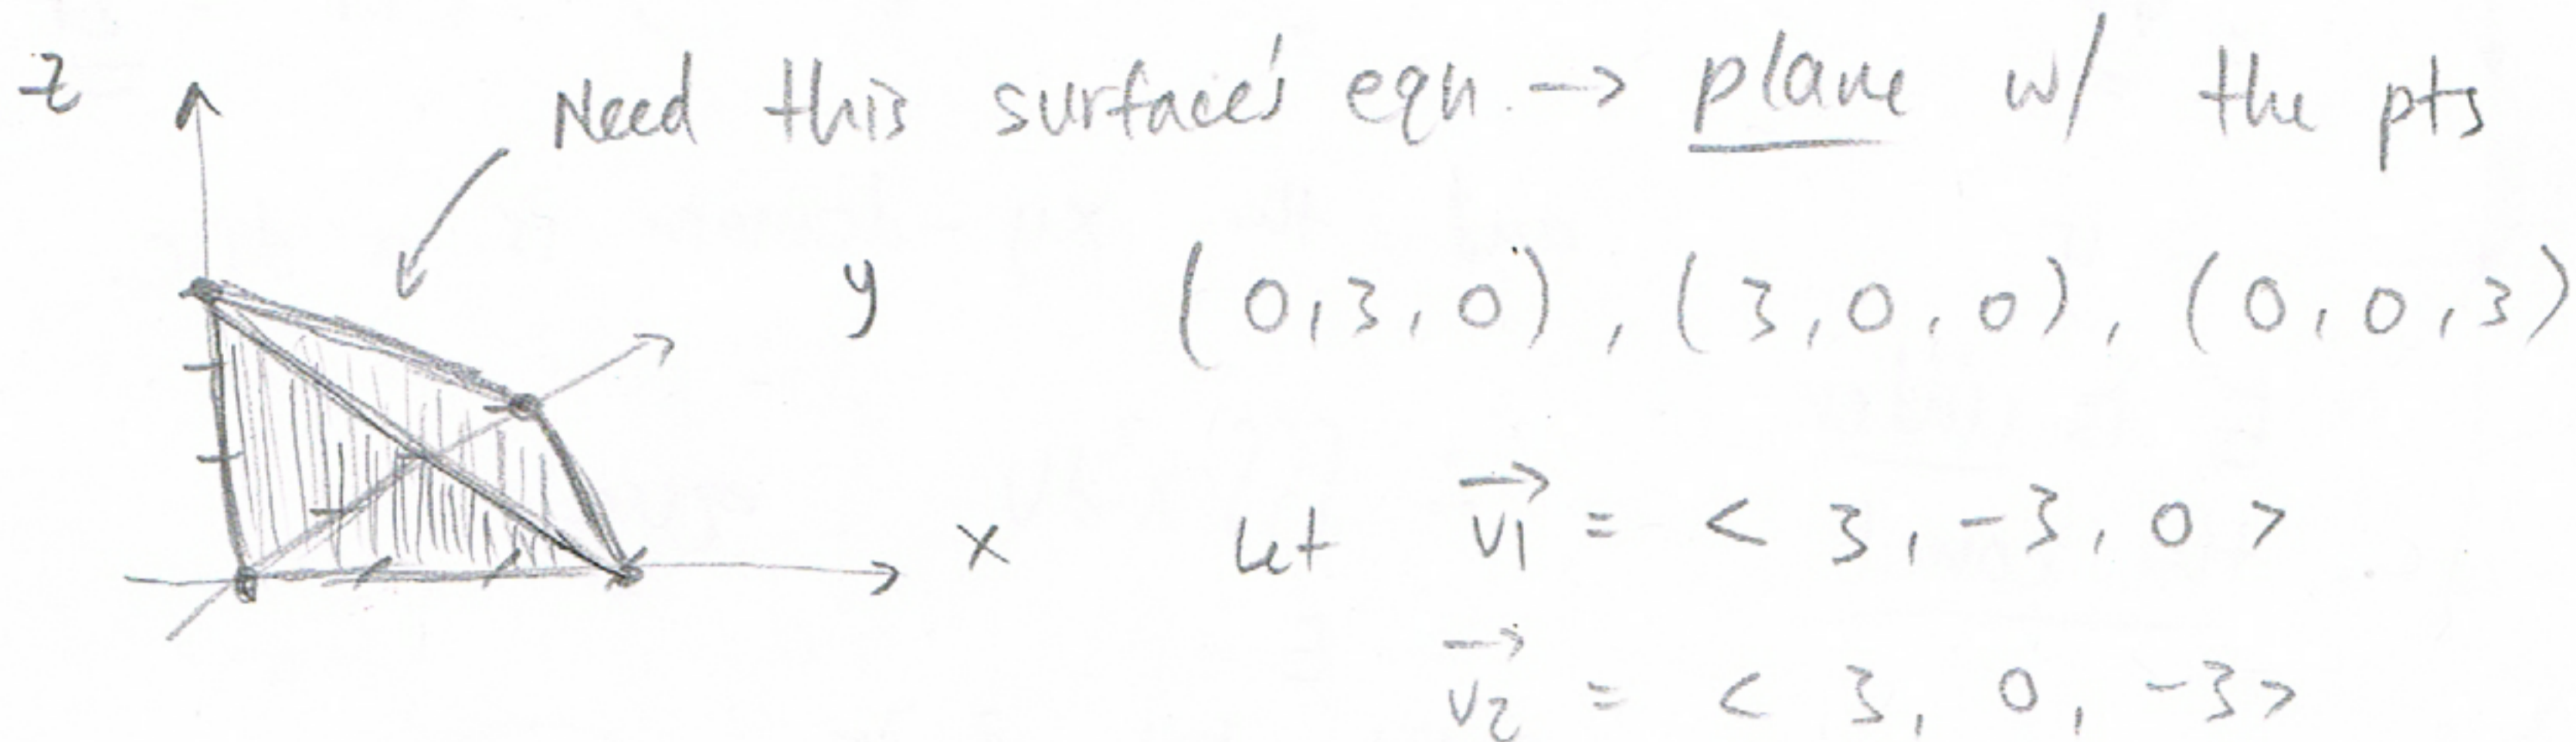 z Need this surface's eqn. → plane w/ the pts
y (0,3,0), (3,0,0), (0,0,3)
x Let v1 = < 3, -3, 0 >
v2 = < 3, 0, -3 >